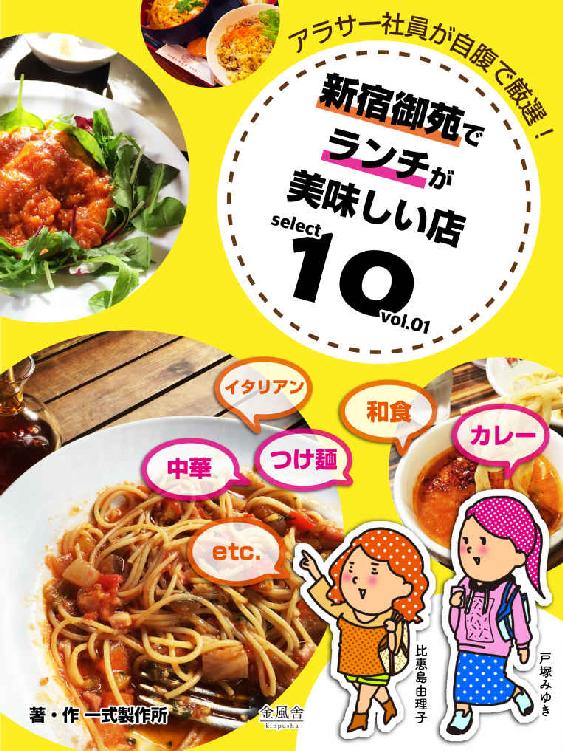 アラサー社員が自腹で厳選！
新宿御苑で
ランチが
美味しい店
select
10
vol.01
イタリアン
和食
カレー
つけ麺
中華
etc.
比恵島由理子
戸塚みゆき
著・作 一式製作所
金風舎
kinpusha